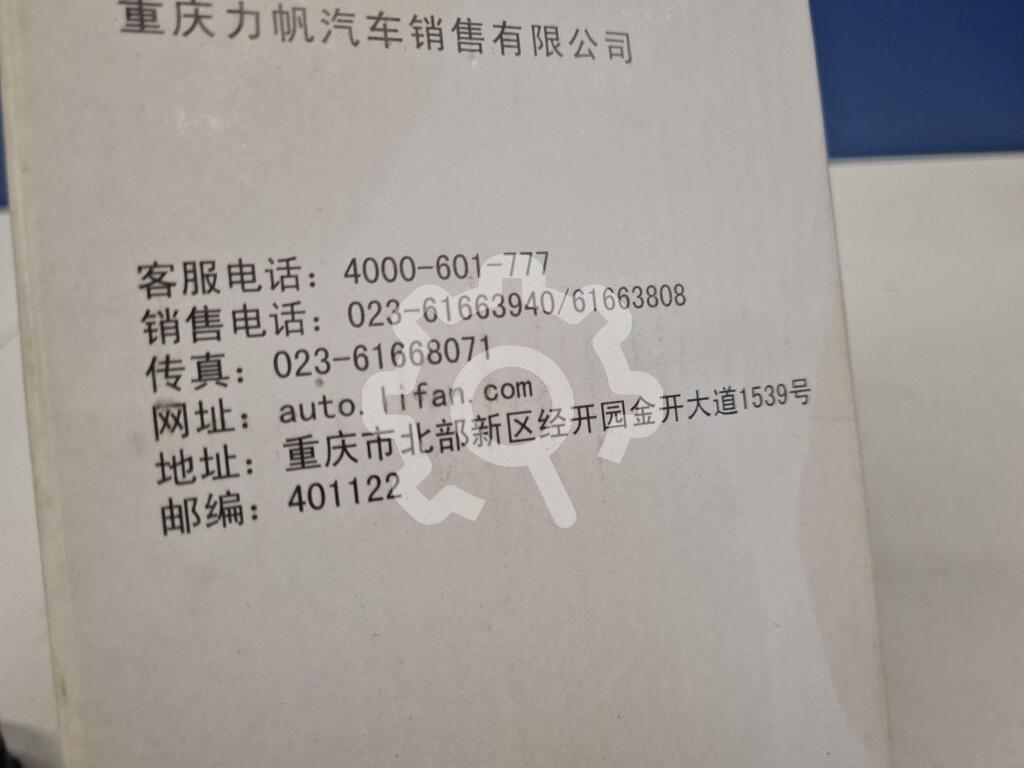 重庆力帆汽车销售有限公司
客服电话：4000-601-777
销售电话：023-61663940/61663808
传真：023-61668071
网址：auto.lifan.com
地址：重庆市北部新区经开园金开大道1539号
邮编：401122